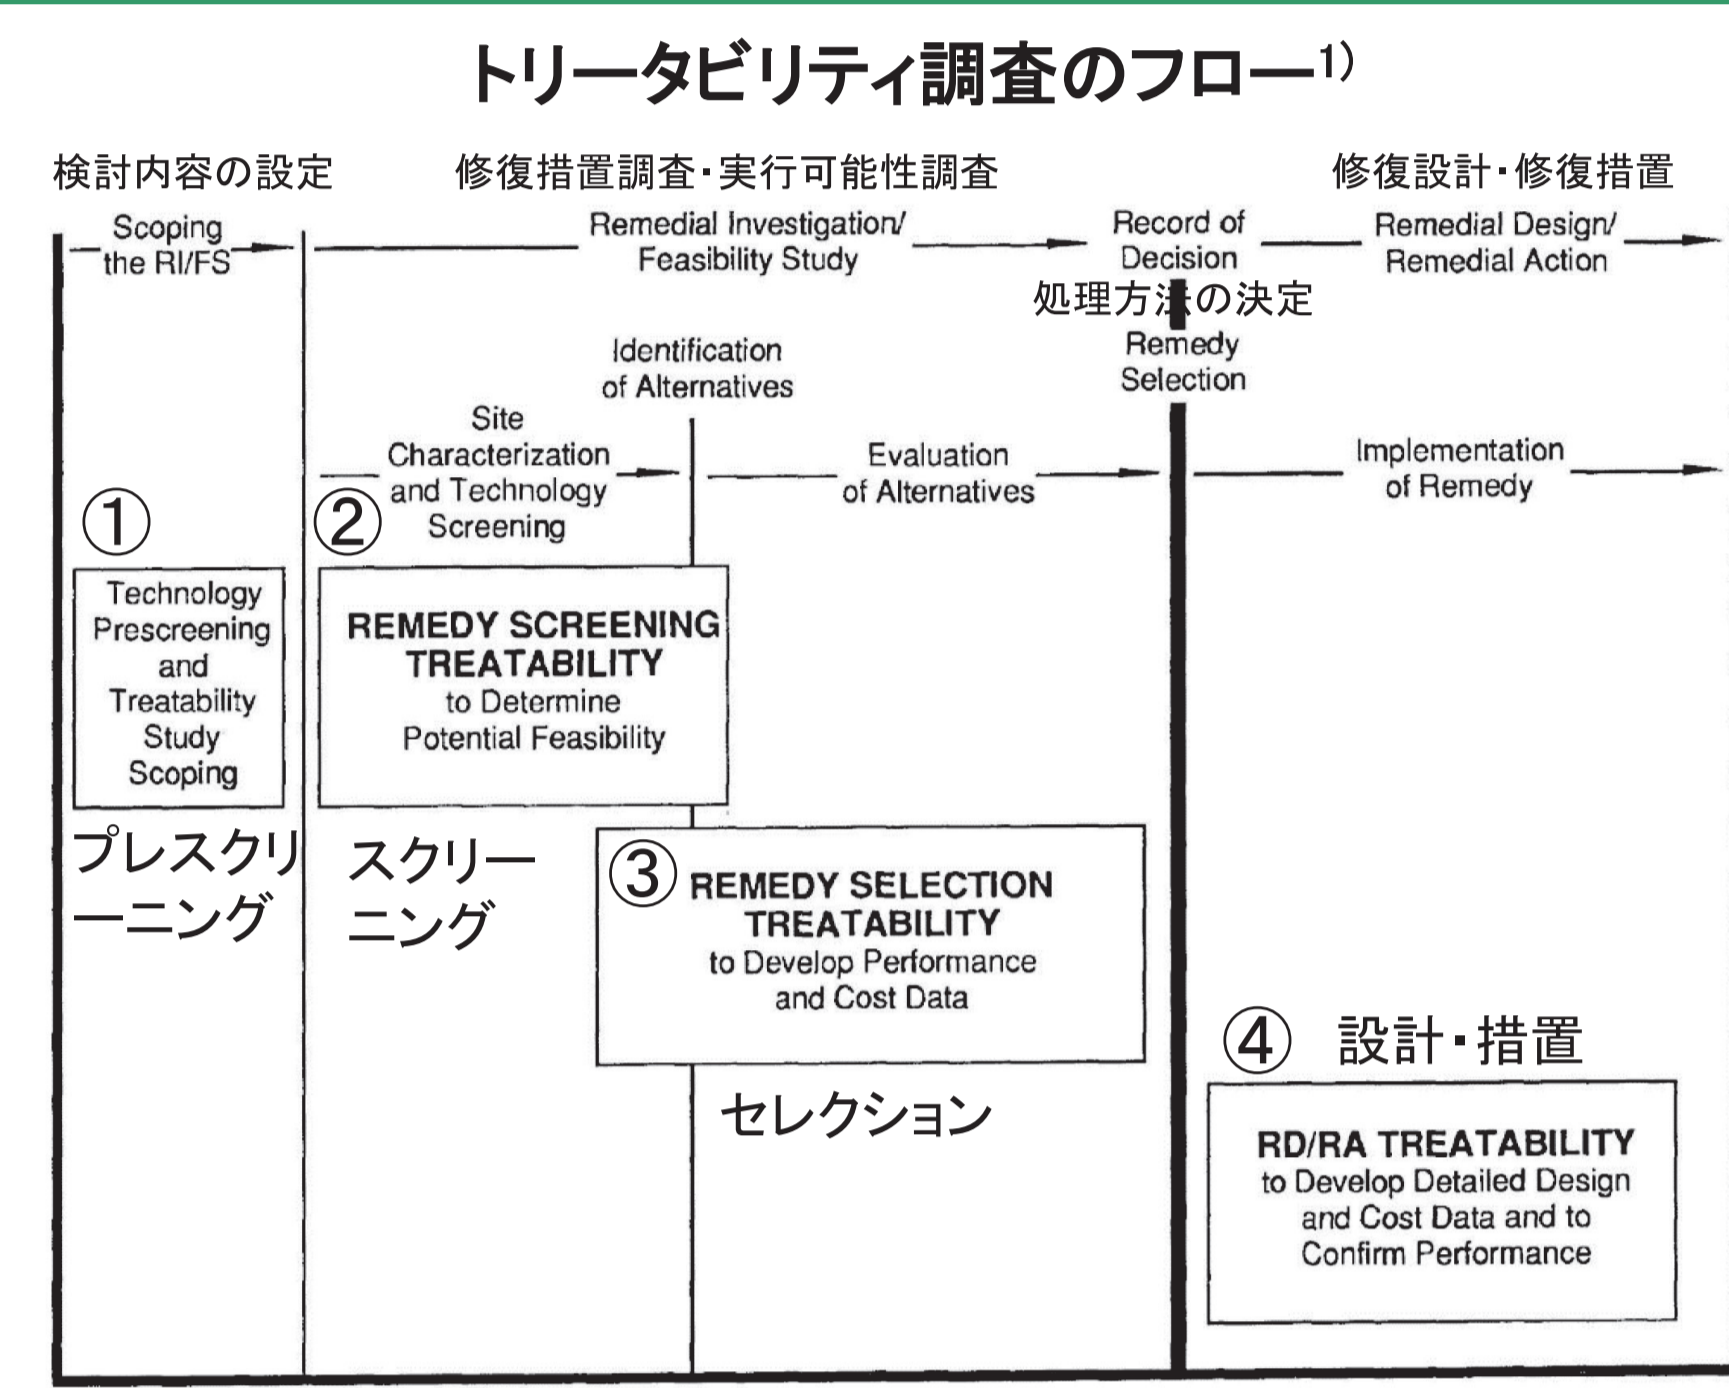 トリータビリティ調査のフロー1)
検討内容の設定
修復措置調査・実行可能性調査
修復設計・修復措置
Scoping
the RI/FS
Remedial Investigation/
Feasibility Study
Record of
Decision
処理方法の決定
Remedial Design/
Remedial Action
Identification
of Alternatives
Remedy
Selection
Site
Characterization
and Technology
Screening
Evaluation
of Alternatives
Implementation
of Remedy
①
Technology
Prescreening
and
Treatability
Study
Scoping
プレスクリ
ーニング
②
REMEDY SCREENING
TREATABILITY
to Determine
Potential Feasibility
スクリー
ニング
③
REMEDY SELECTION
TREATABILITY
to Develop Performance
and Cost Data
セレクション
④ 設計・措置
RD/RA TREATABILITY
to Develop Detailed Design
and Cost Data and to
Confirm Performance